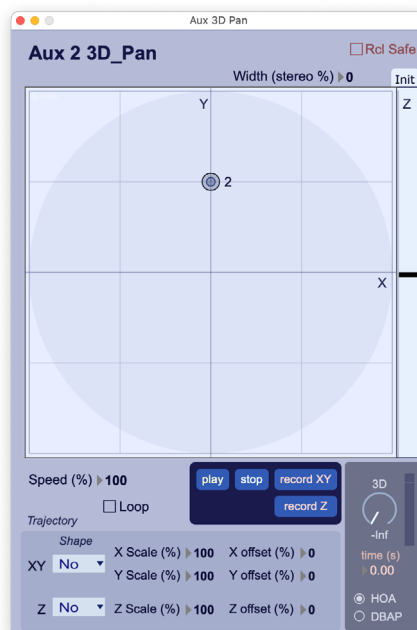 Aux 3D Pan
Aux 2 3D_Pan
Rcl Safe
Width (stereo %) 0
Init
Y
Z
2
X
Speed (%) 100
play stop record XY
Loop
record Z
Trajectory
3D
-Inf
time (s)
0.00
HOA
DBAP
Shape
XY No X Scale (%) 100 X offset (%) 0
Y Scale (%) 100 Y offset (%) 0
Z No Z Scale (%) 100 Z offset (%) 0